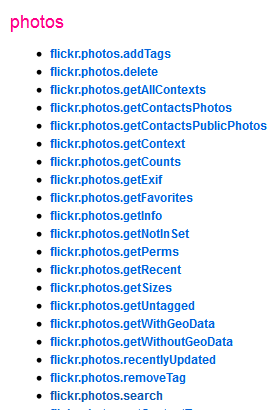 photos
flickr.photos.addTags
flickr.photos.delete
flickr.photos.getAllContexts
flickr.photos.getContactsPhotos
flickr.photos.getContactsPublicPhotos
flickr.photos.getContext
flickr.photos.getCounts
flickr.photos.getExif
flickr.photos.getFavorites
flickr.photos.getInfo
flickr.photos.getNotInSet
flickr.photos.getPerms
flickr.photos.getRecent
flickr.photos.getSizes
flickr.photos.getUntagged
flickr.photos.getWithGeoData
flickr.photos.getWithoutGeoData
flickr.photos.recentlyUpdated
flickr.photos.removeTag
flickr.photos.search